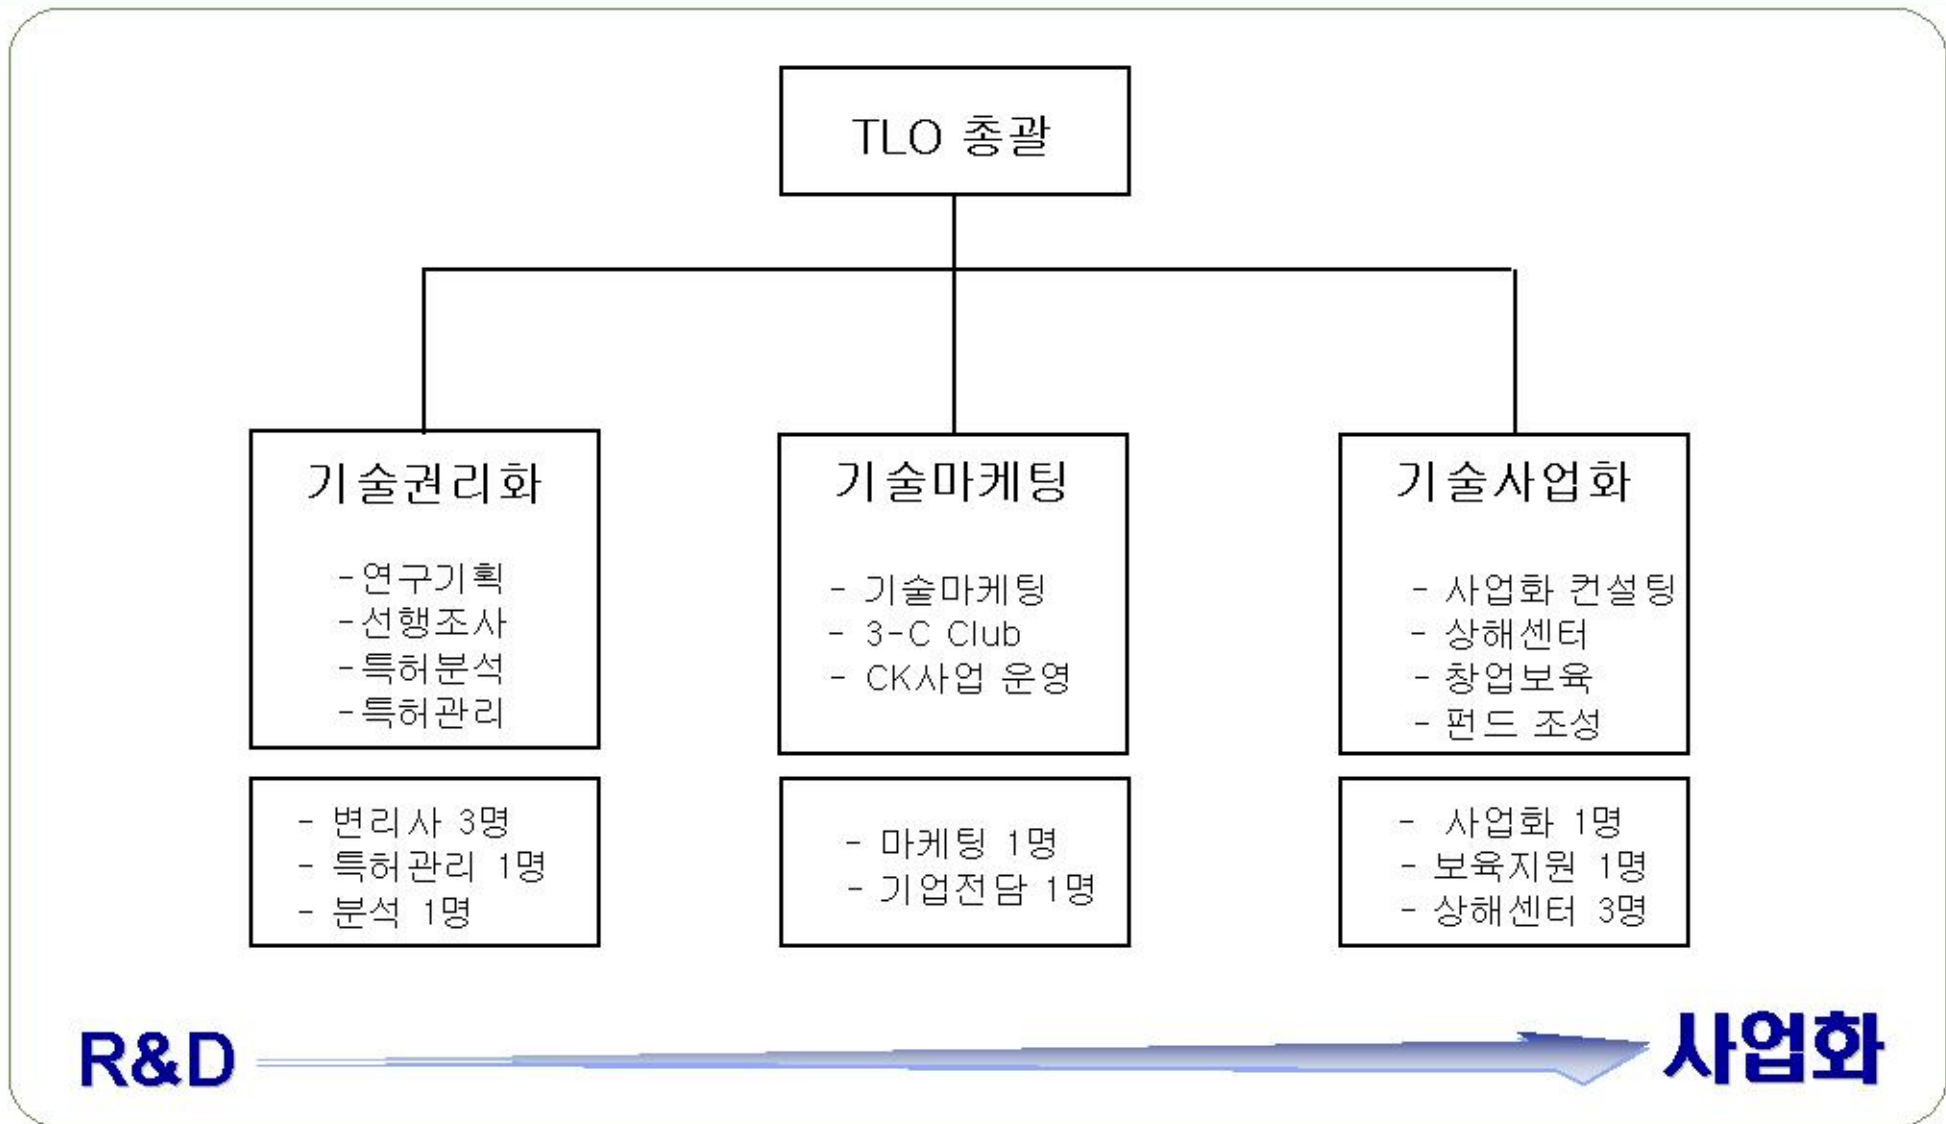 TLO 총괄
기술권리화
-연구기획
-선행조사
-특허분석
-특허관리
- 변리사 3명
- 특허관리 1명
- 분석 1명
기술마케팅
- 기술마케팅
- 3-C Club
- CK사업 운영
- 마케팅 1명
- 기업전담 1명
기술사업화
- 사업화 컨설팅
- 상해센터
- 창업보육
- 펀드 조성
- 사업화 1명
- 보육지원 1명
- 상해센터 3명
R&D
사업화